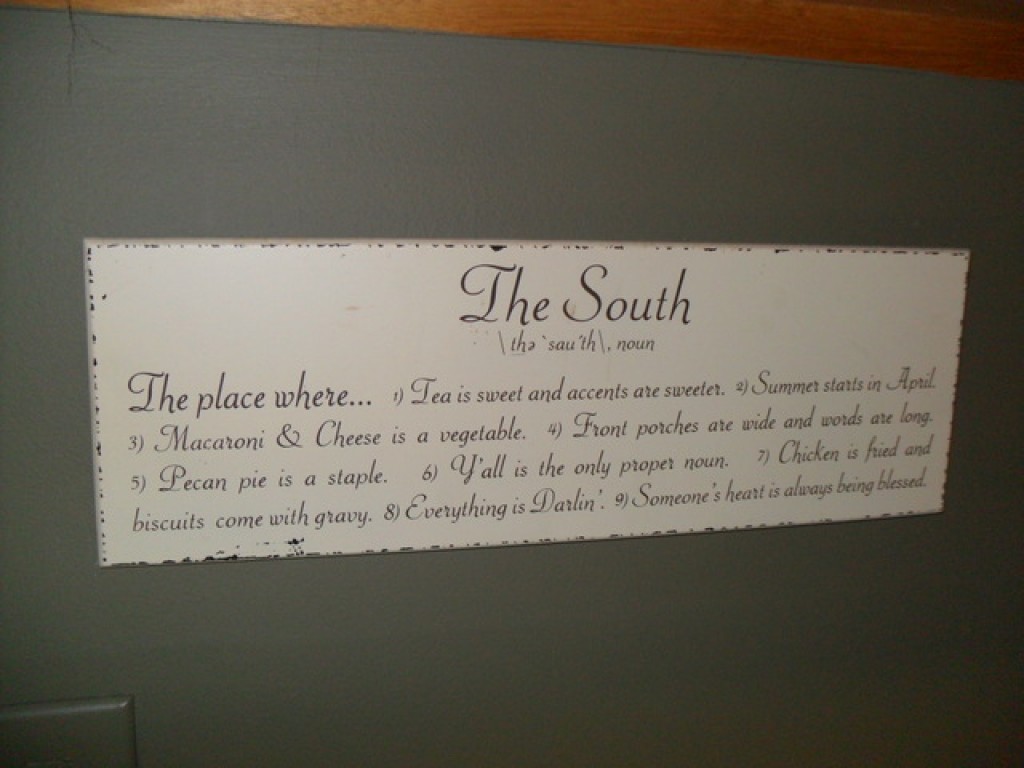 The South
\thə ˋsau̇ˈth\, noun
The place where... 1) Tea is sweet and accents are sweeter. 2) Summer starts in April.
3) Macaroni & Cheese is a vegetable. 4) Front porches are wide and words are long.
5) Pecan pie is a staple. 6) Y'all is the only proper noun. 7) Chicken is fried and
biscuits come with gravy. 8) Everything is Darlin'. 9) Someone's heart is always being blessed.